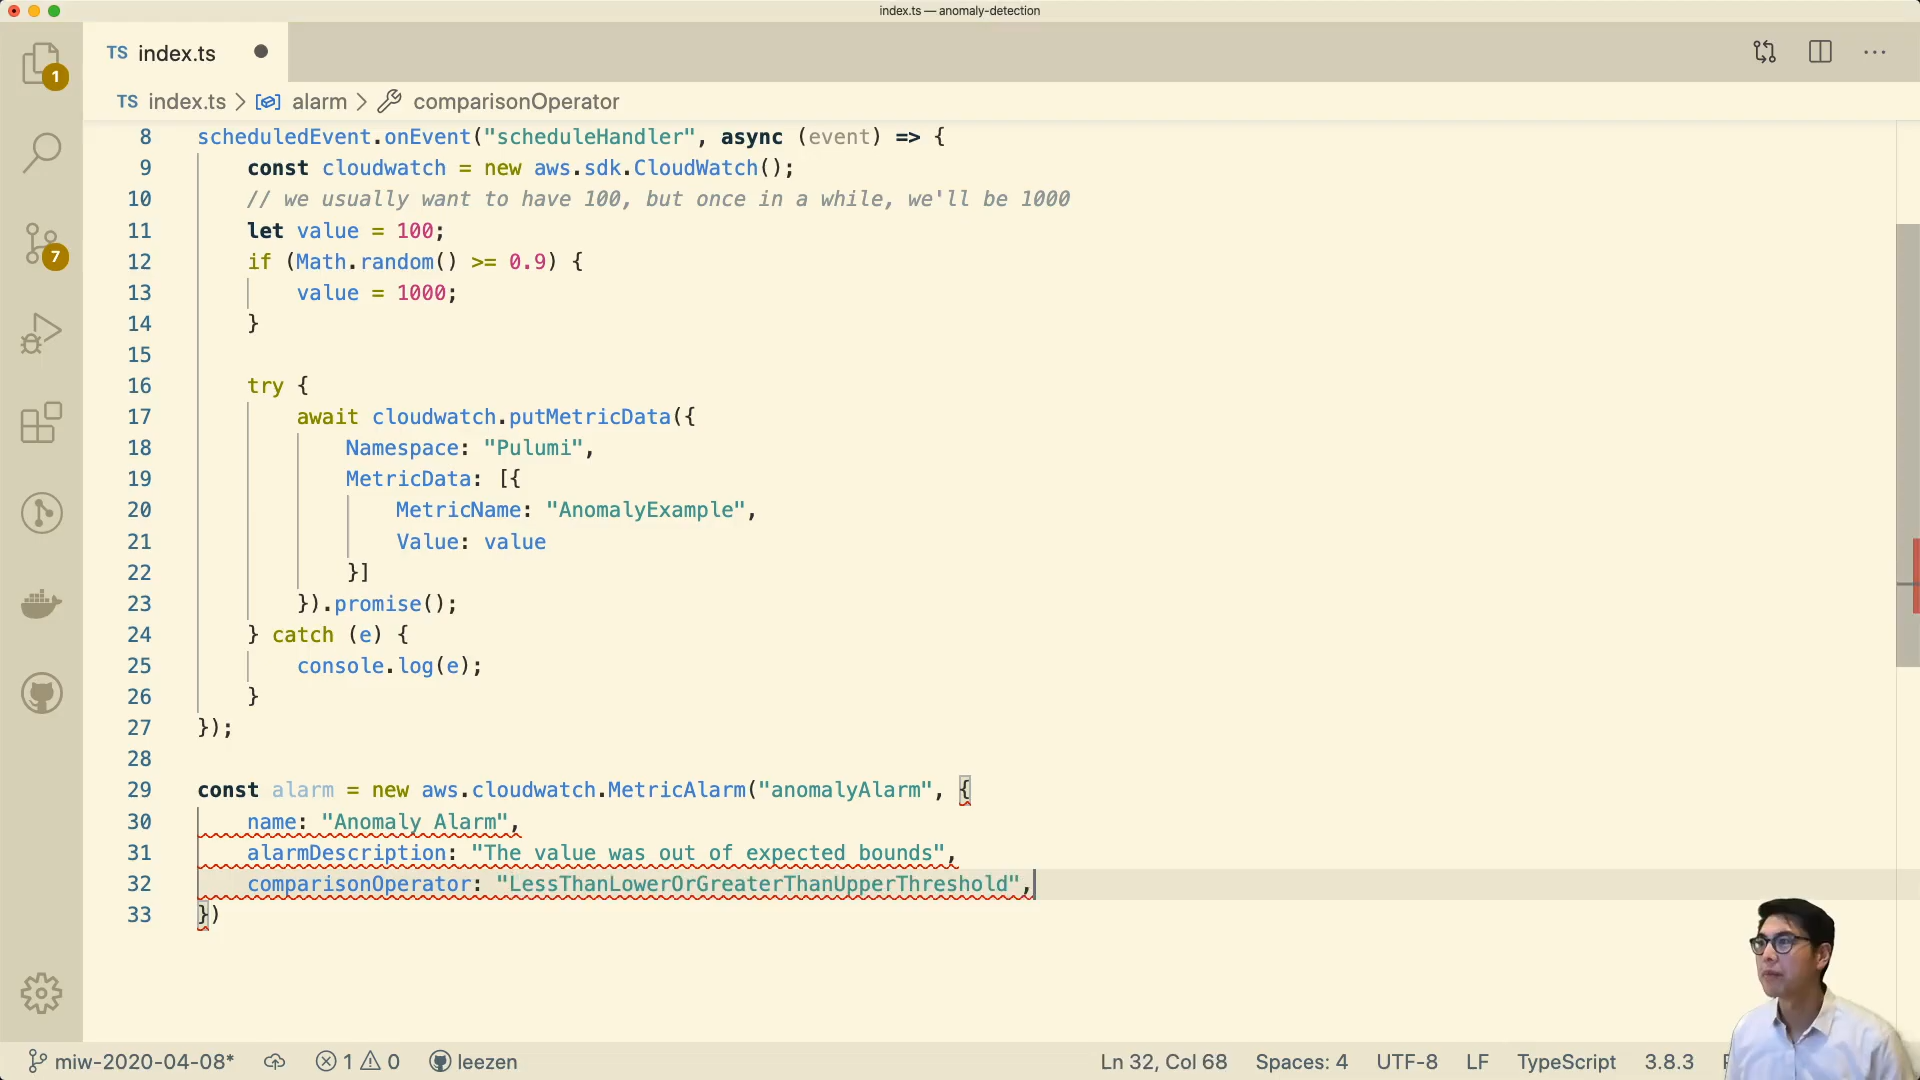 index.ts — anomaly-detection
TS index.ts
TS index.ts > alarm > comparisonOperator
1
7
8 scheduledEvent.onEvent("scheduleHandler", async (event) => {
9 const cloudwatch = new aws.sdk.CloudWatch();
10 // we usually want to have 100, but once in a while, we'll be 1000
11 let value = 100;
12 if (Math.random() >= 0.9) {
13 value = 1000;
14 }
15
16 try {
17 await cloudwatch.putMetricData({
18 Namespace: "Pulumi",
19 MetricData: [{
20 MetricName: "AnomalyExample",
21 Value: value
22 }]
23 }).promise();
24 } catch (e) {
25 console.log(e);
26 }
27 });
28
29 const alarm = new aws.cloudwatch.MetricAlarm("anomalyAlarm", {
30 name: "Anomaly Alarm",
31 alarmDescription: "The value was out of expected bounds",
32 comparisonOperator: "LessThanLowerOrGreaterThanUpperThreshold",
33 })
miw-2020-04-08* 1 0 leezen Ln 32, Col 68 Spaces: 4 UTF-8 LF TypeScript 3.8.3